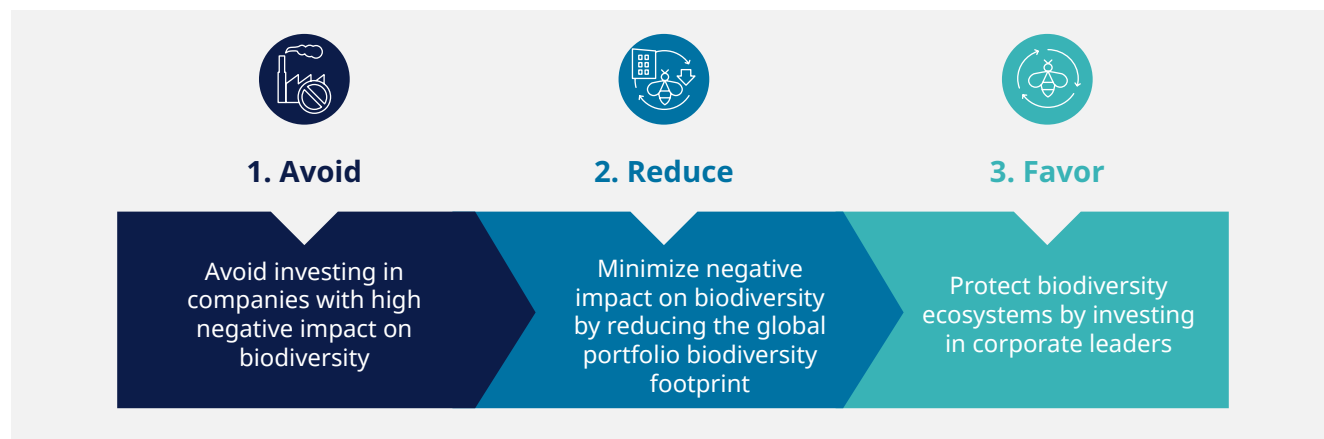 1. Avoid
Avoid investing in
companies with high
negative impact on
biodiversity
2. Reduce
Minimize negative
impact on biodiversity
by reducing the global
portfolio biodiversity
footprint
3. Favor
Protect biodiversity
ecosystems by investing
in corporate leaders